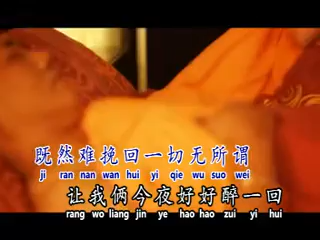 既然难挽回一切无所谓
ji ran nan wan hui yi qie wu suo wei
让我俩今夜好好醉一回
rang wo liang jin ye hao hao zui yi hui